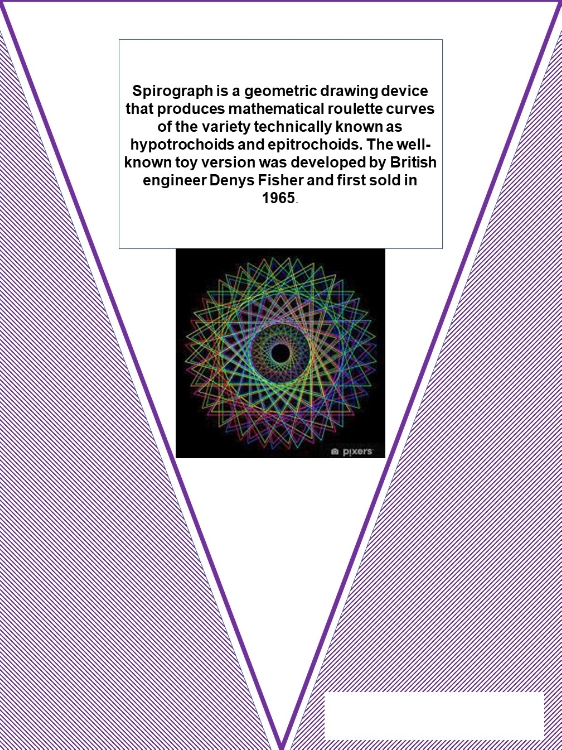 Spirograph is a geometric drawing device
that produces mathematical roulette curves
of the variety technically known as
hypotrochoids and epitrochoids. The well-
known toy version was developed by British
engineer Denys Fisher and first sold in
1965.
pixers